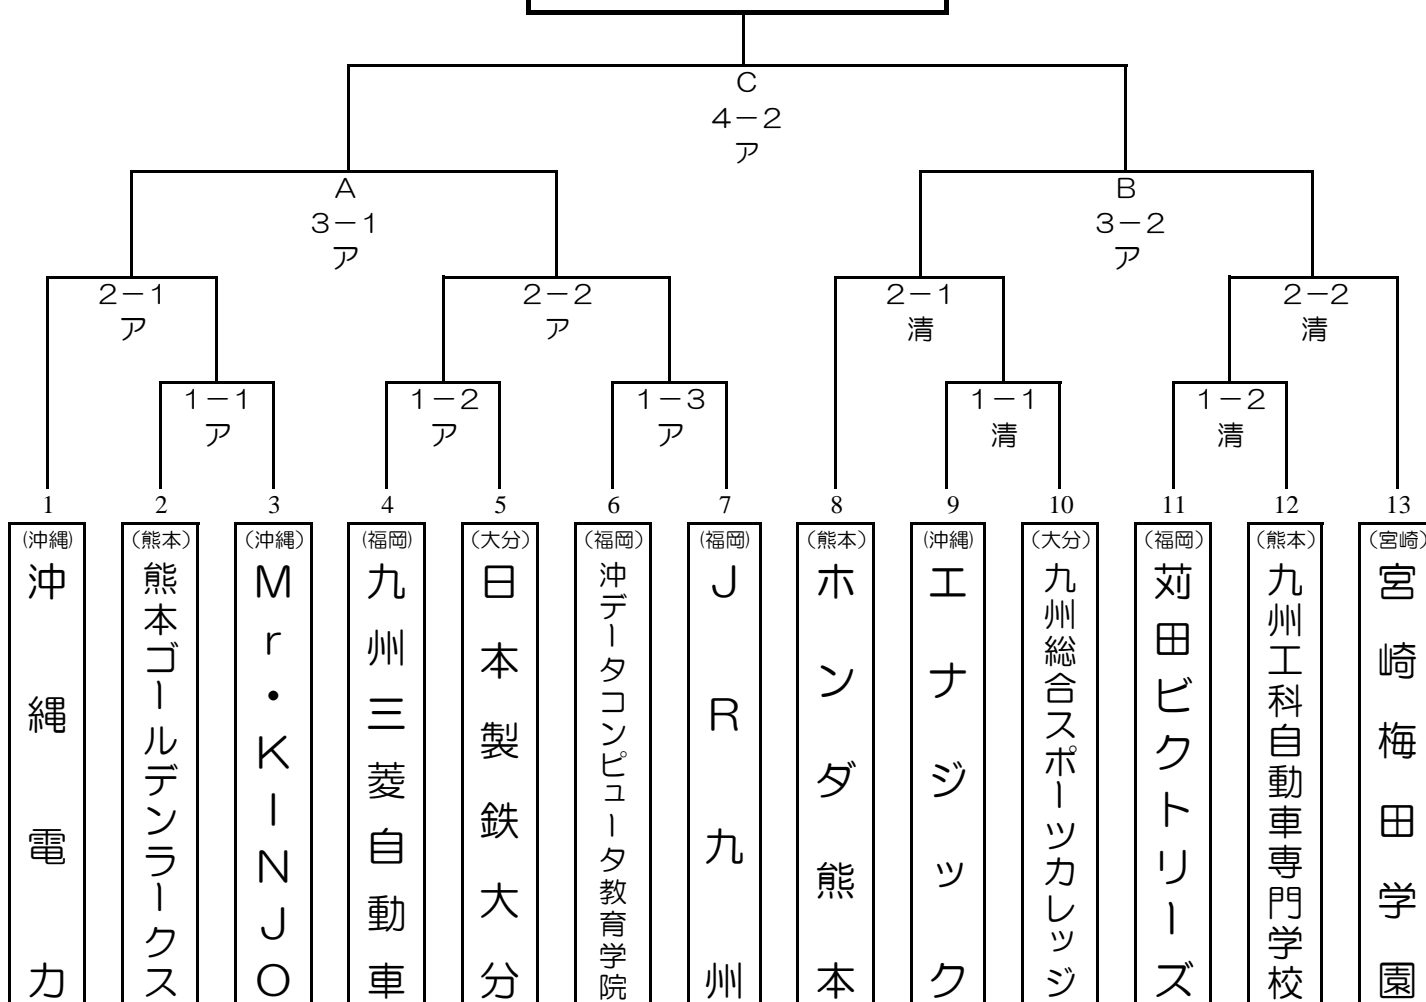 C
4－2
ア
A
3－1
ア
B
3－2
ア
2－1
ア
2－2
ア
2－1
清
2－2
清
1－1
ア
1－2
ア
1－3
ア
1－1
清
1－2
清
1
(沖縄)
沖縄電力
2
(熊本)
熊本ゴールデンラークス
3
(沖縄)
Mr・KINJO
4
(福岡)
九州三菱自動車
5
(大分)
日本製鉄大分
6
(福岡)
沖データコンピュータ教育学院
7
(福岡)
JR九州
8
(熊本)
ホンダ熊本
9
(沖縄)
エナジック
10
(大分)
九州総合スポーツカレッジ
11
(福岡)
苅田ビクトリーズ
12
(熊本)
九州工科自動車専門学校
13
(宮崎)
宮崎梅田学園